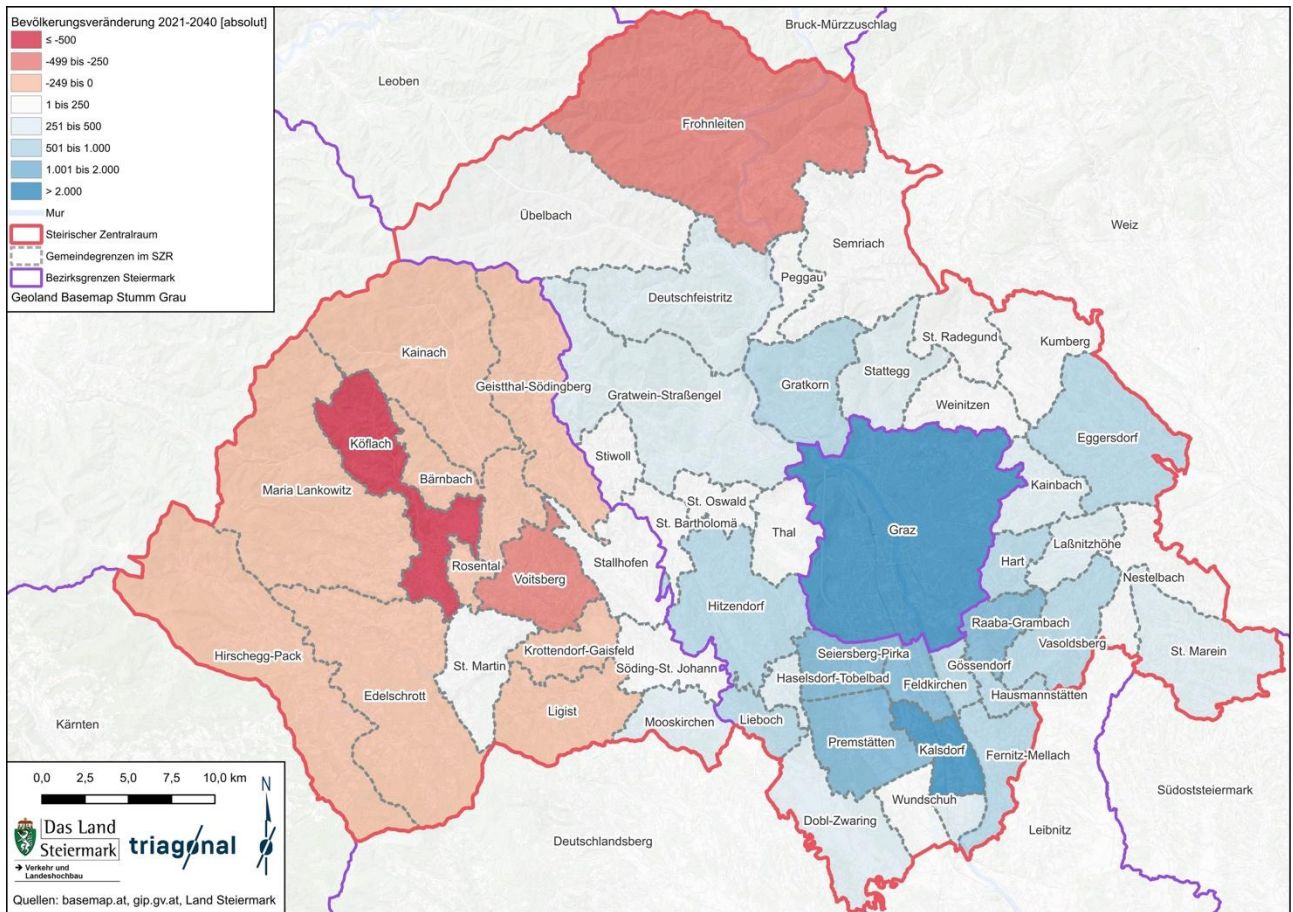 Bevölkerungsveränderung 2021-2040 [absolut]
≤ -500
-499 bis -250
-249 bis 0
1 bis 250
251 bis 500
501 bis 1.000
1.001 bis 2.000
> 2.000
Mur
Steirischer Zentralraum
Gemeindegrenzen im SZR
Bezirksgrenzen Steiermark
Geoland Basemap Stumm Grau
Bruck-Mürzzuschlag
Leoben
Frohnleiten
Übelbach
Weiz
Semriach
Peggau
Deutschfeistritz
St. Radegund
Kumberg
Kainach
Stattegg
Geistthal-Södingberg
Gratkorn
Gratwein-Straßengel
Weinitzen
Köflach
Eggersdorf
Stiwoll
Bärnbach
Kainbach
Maria Lankowitz
St. Oswald
St. Bartholomä
Thal
Graz
Laßnitzhöhe
Stallhofen
Hart
Rosental
Voitsberg
Nestelbach
Hitzendorf
Raaba-Grambach
Vasoldsberg
Krottendorf-Gaisfeld
Seiersberg-Pirka
St. Marein
Hirschegg-Pack
St. Martin
Söding-St. Johann
Gössendorf
Haselsdorf-Tobelbad
Feldkirchen
Edelschrott
Hausmannstätten
Ligist
Mooskirchen
Lieboch
Kärnten
Premstätten
Kalsdorf
Fernitz-Mellach
Südoststeiermark
Wundschuh
Dobl-Zwaring
Leibnitz
Deutschlandsberg
0,0 2,5 5,0 7,5 10,0 km
N
Das Land
Steiermark
→ Verkehr und
Landeshochbau
triagonal
Quellen: basemap.at, gip.gv.at, Land Steiermark